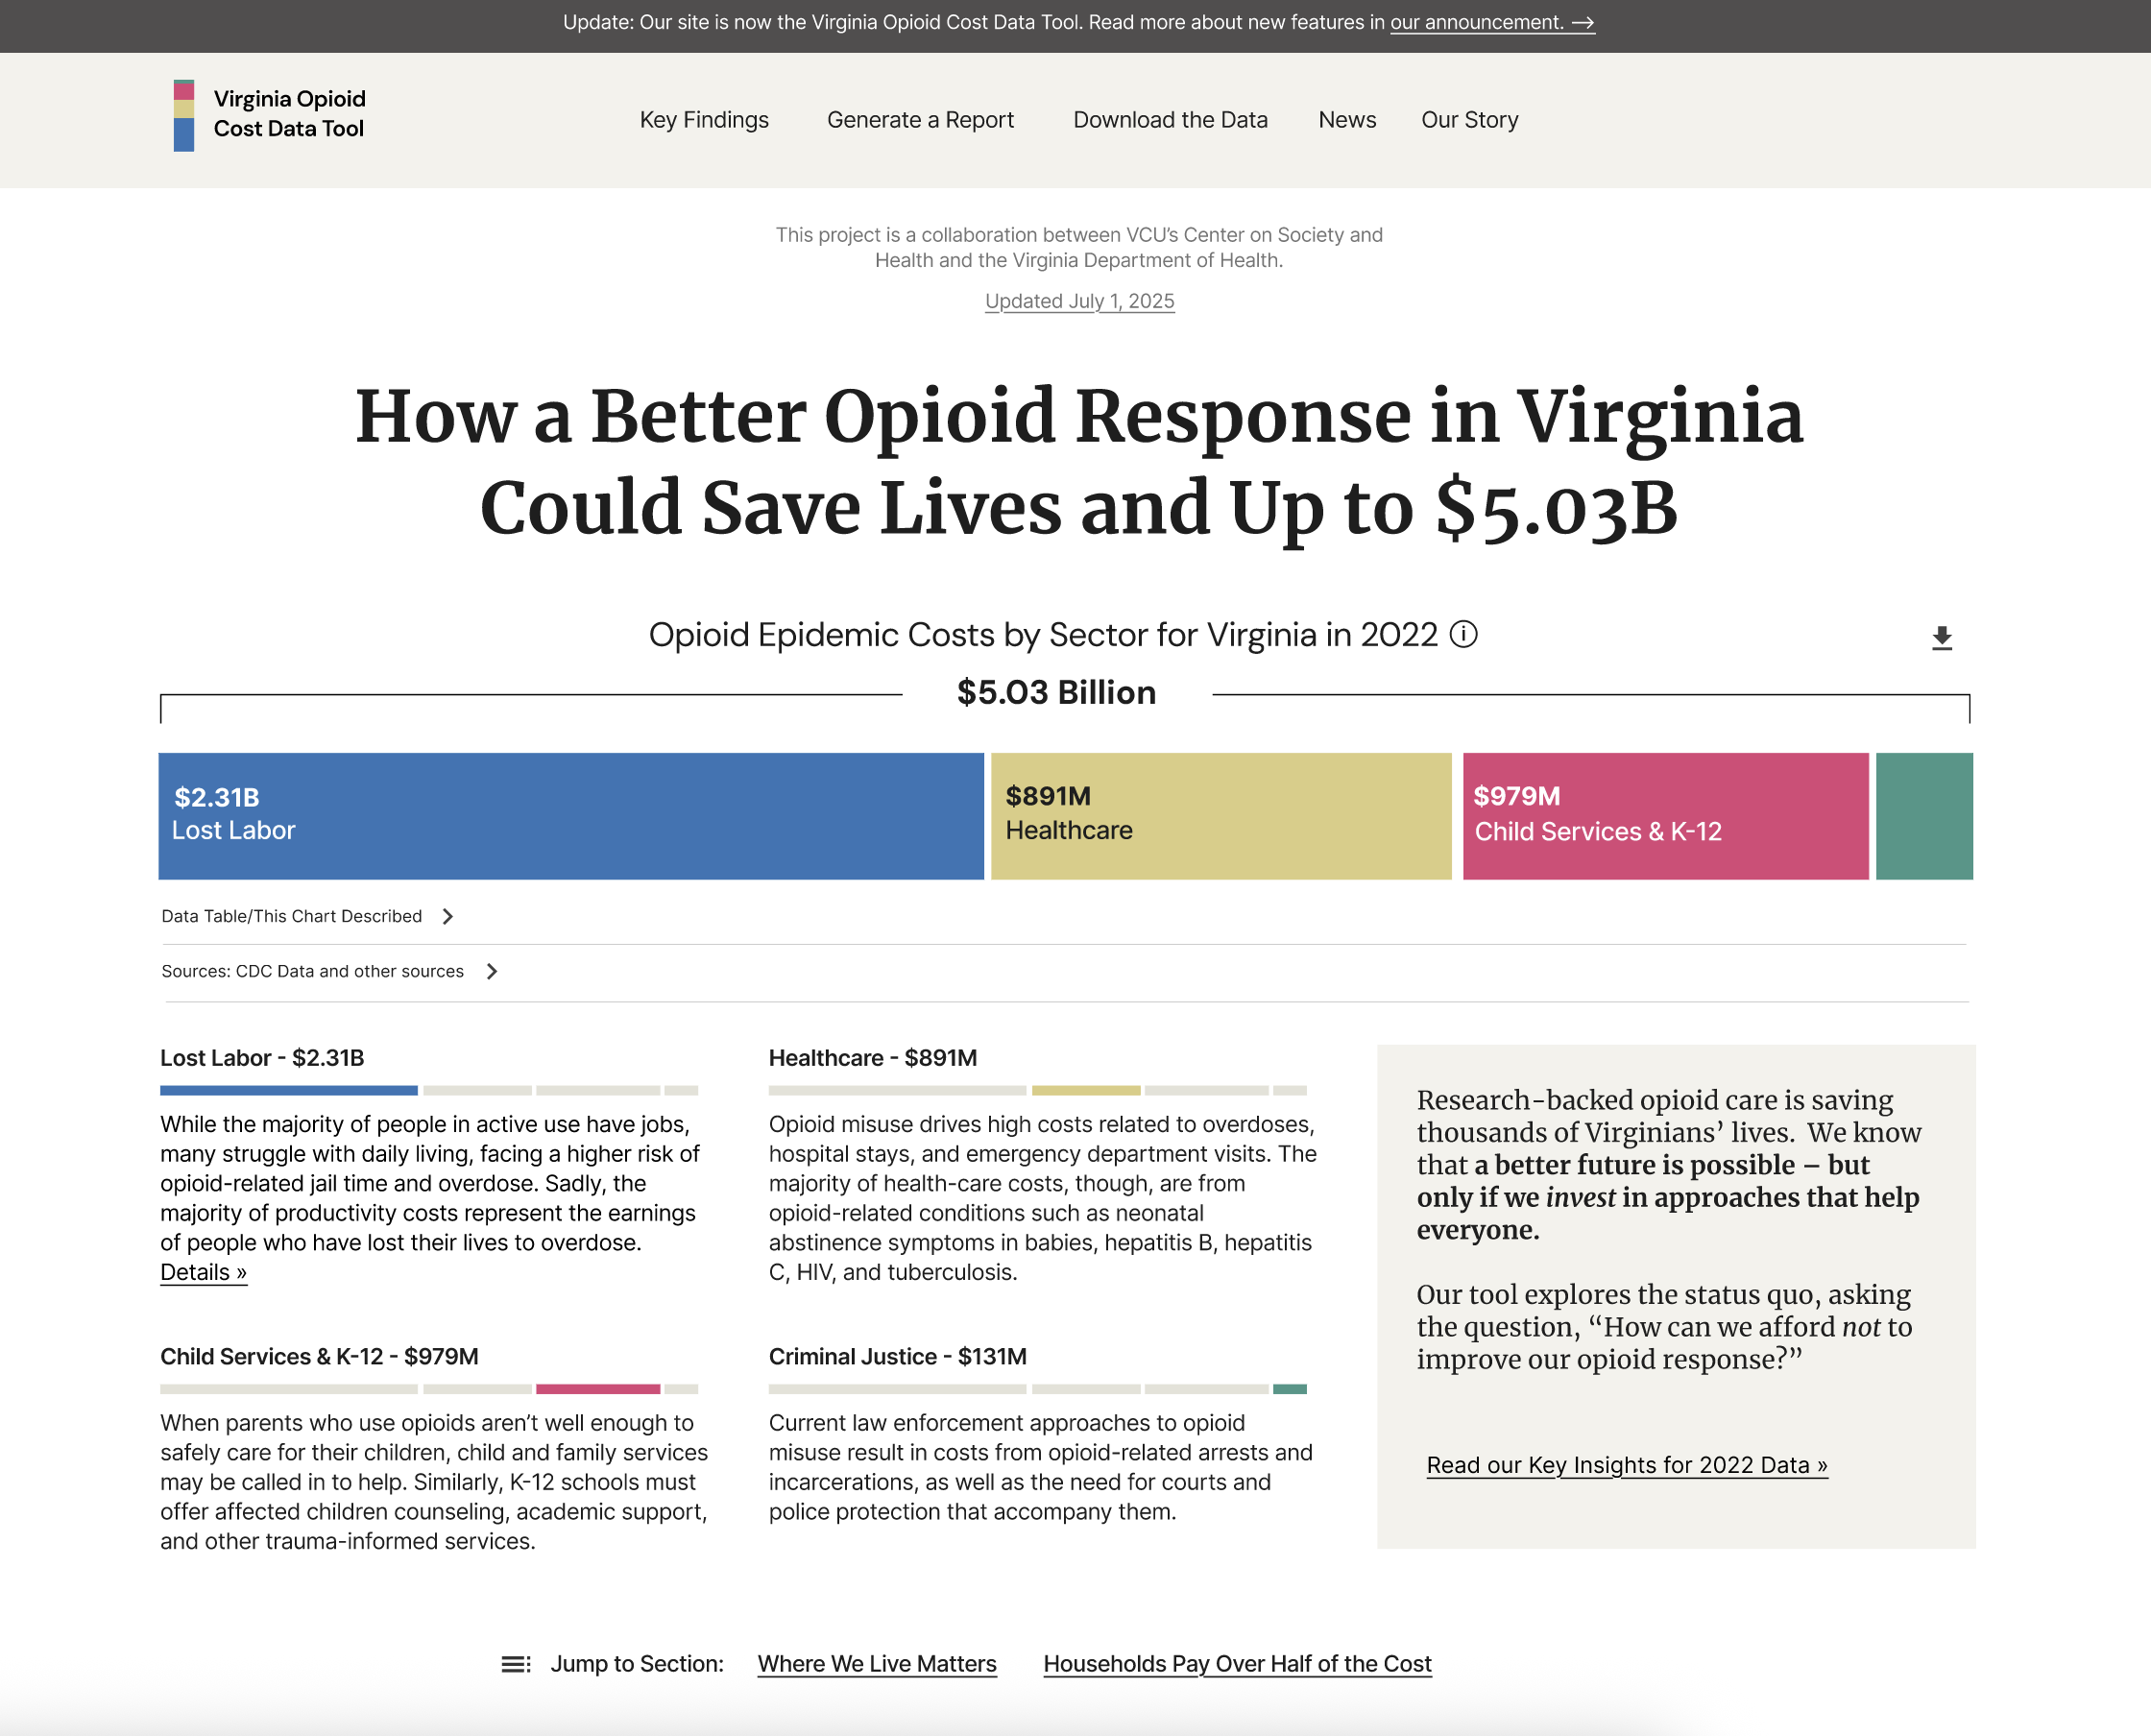 Update: Our site is now the Virginia Opioid Cost Data Tool. Read more about new features in our announcement. →
Virginia Opioid
Cost Data Tool
Key Findings
Generate a Report
Download the Data
News
Our Story
This project is a collaboration between VCU’s Center on Society and
Health and the Virginia Department of Health.
Updated July 1, 2025
How a Better Opioid Response in Virginia
Could Save Lives and Up to $5.03B
Opioid Epidemic Costs by Sector for Virginia in 2022 ⓘ
$5.03 Billion
$2.31B
Lost Labor
$891M
Healthcare
$979M
Child Services & K-12
Data Table/This Chart Described
Sources: CDC Data and other sources
Lost Labor - $2.31B
While the majority of people in active use have jobs,
many struggle with daily living, facing a higher risk of
opioid-related jail time and overdose. Sadly, the
majority of productivity costs represent the earnings
of people who have lost their lives to overdose.
Details »
Healthcare - $891M
Opioid misuse drives high costs related to overdoses,
hospital stays, and emergency department visits. The
majority of health-care costs, though, are from
opioid-related conditions such as neonatal
abstinence symptoms in babies, hepatitis B, hepatitis
C, HIV, and tuberculosis.
Child Services & K-12 - $979M
When parents who use opioids aren’t well enough to
safely care for their children, child and family services
may be called in to help. Similarly, K-12 schools must
offer affected children counseling, academic support,
and other trauma-informed services.
Criminal Justice - $131M
Current law enforcement approaches to opioid
misuse result in costs from opioid-related arrests and
incarcerations, as well as the need for courts and
police protection that accompany them.
Research-backed opioid care is saving
thousands of Virginians’ lives. We know
that a better future is possible – but
only if we invest in approaches that help
everyone.
Our tool explores the status quo, asking
the question, “How can we afford not to
improve our opioid response?”
Read our Key Insights for 2022 Data »
Jump to Section:
Where We Live Matters
Households Pay Over Half of the Cost